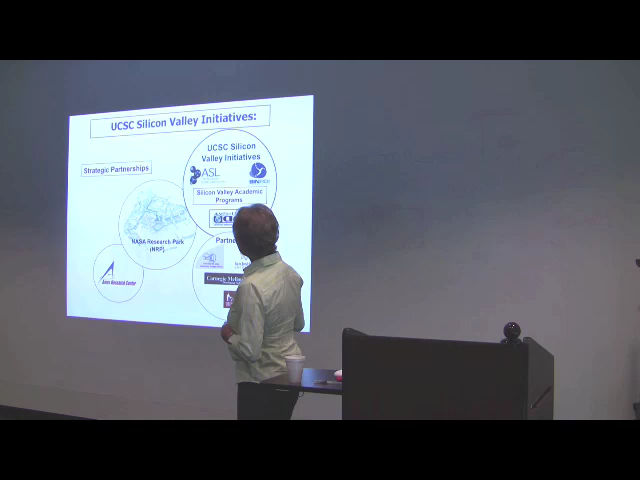 UCSC Silicon Valley Initiatives:
UCSC Silicon
Valley Initiatives
Strategic Partnerships
ASL
Silicon Valley Academic
Programs
NASA Research Park
(NRP)
Partne
Ames Research Center
Carnegie Mello